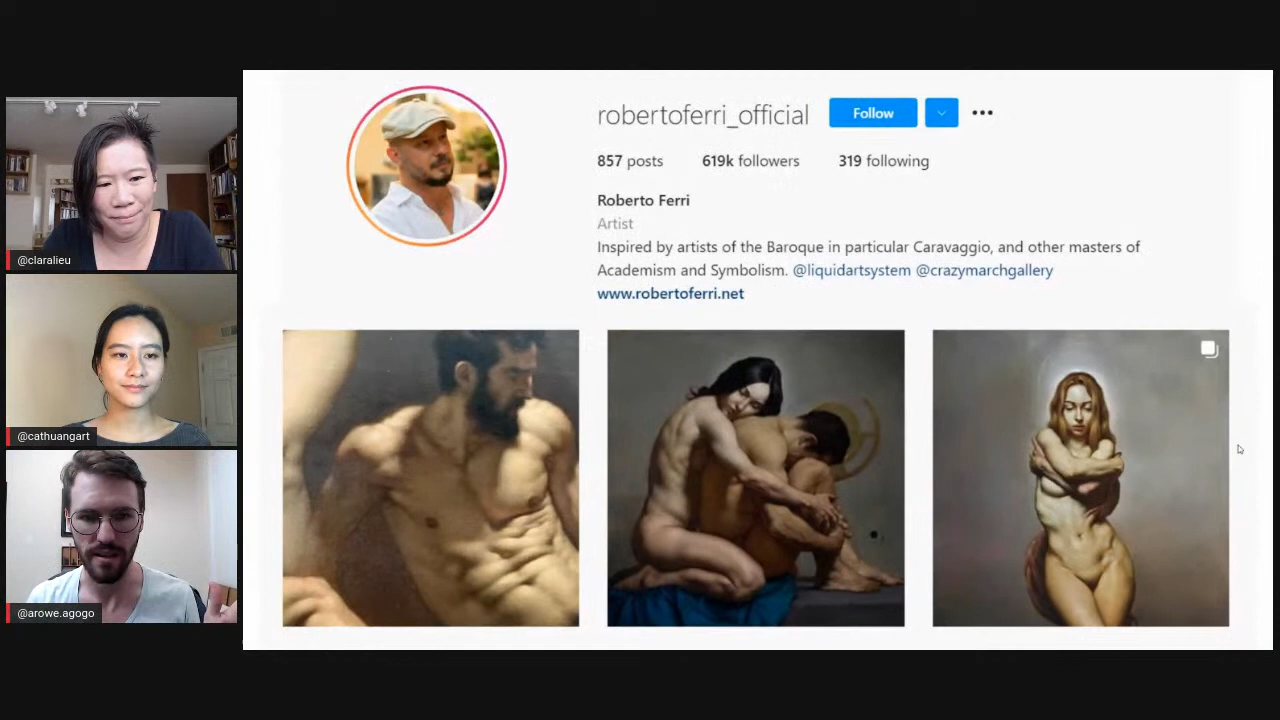 @claralieu
@cathuangart
@arowe.agogo
robertoferri_official
Follow
857 posts 619k followers 319 following
Roberto Ferri
Artist
Inspired by artists of the Baroque in particular Caravaggio, and other masters of
Academism and Symbolism. @liquidartsystem @crazymarchgallery
www.robertoferri.net